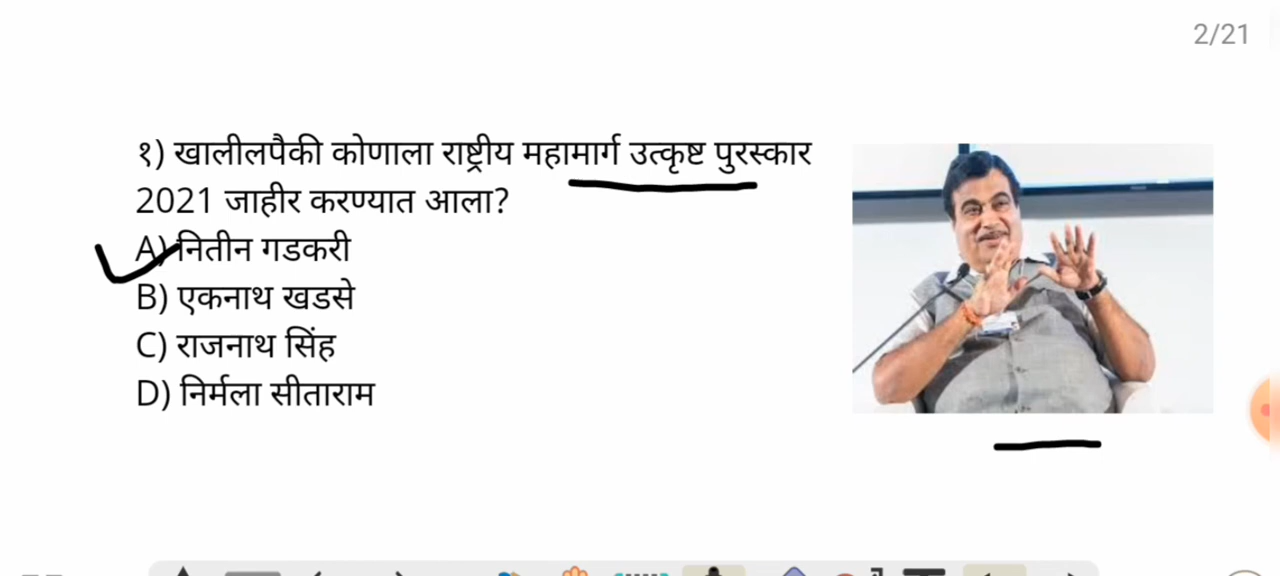 2/21
१) खालीलपैकी कोणाला राष्ट्रीय महामार्ग उत्कृष्ट पुरस्कार
2021 जाहीर करण्यात आला?
A) नितीन गडकरी
B) एकनाथ खडसे
C) राजनाथ सिंह
D) निर्मला सीताराम